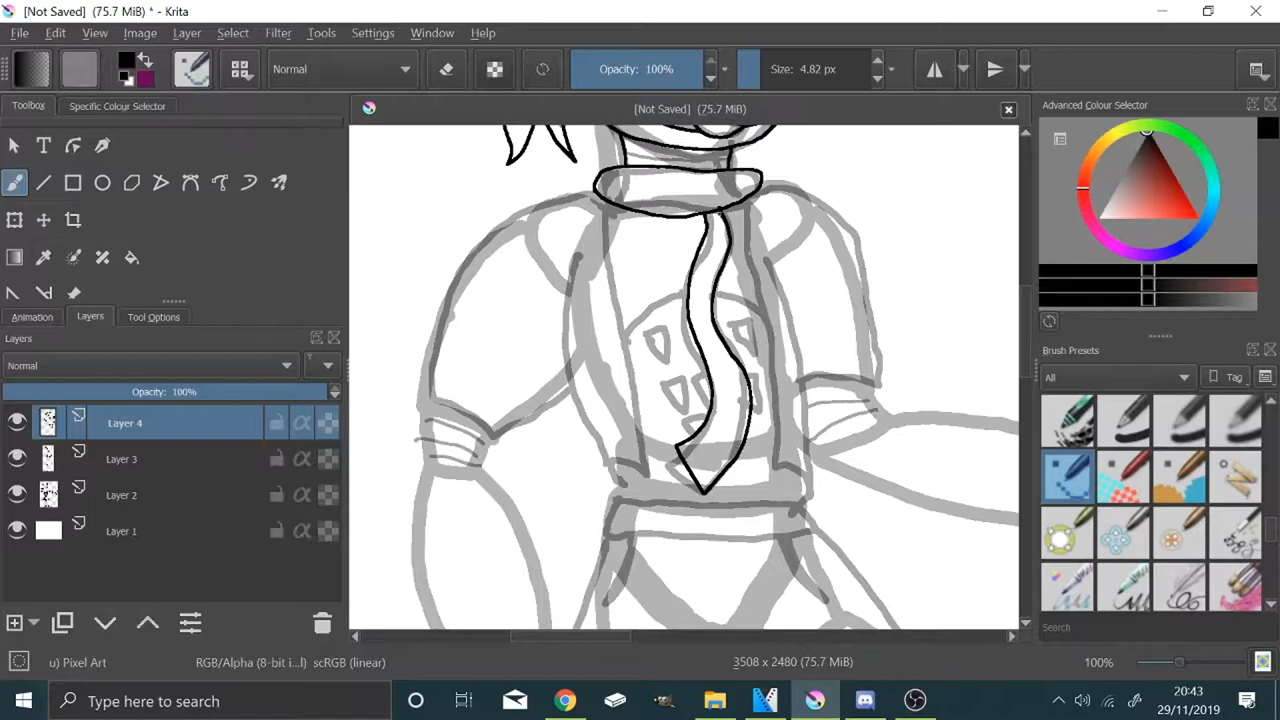 [Not Saved] (75.7 MiB) * - Krita
File Edit View Image Layer Select Filter Tools Settings Window Help
Normal Opacity: 100% Size: 4.82 px
Toolbox Specific Colour Selector
[Not Saved] (75.7 MiB)
Advanced Colour Selector
T
Animation Layers Tool Options
Layers
Normal
Opacity: 100%
Layer 4
Layer 3
Layer 2
Layer 1
Brush Presets
All Tag
Search
u) Pixel Art RGB/Alpha (8-bit i...l) scRGB (linear) 3508 x 2480 (75.7 MiB) 100%
Type here to search
20:43
29/11/2019